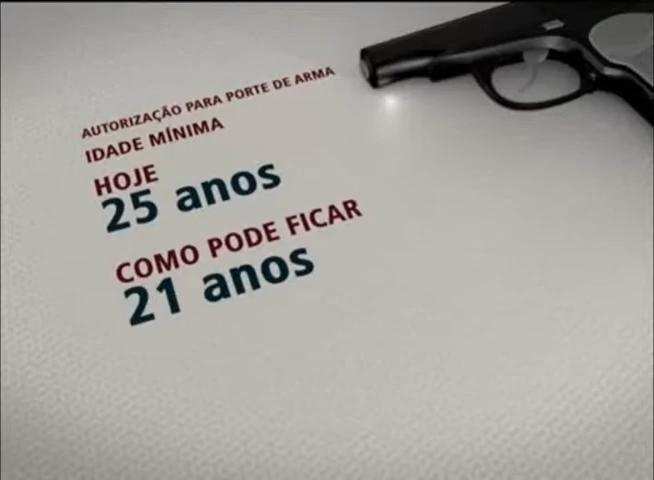 AUTORIZAÇÃO PARA PORTE DE ARMA
IDADE MÍNIMA
HOJE
25 anos
COMO PODE FICAR
21 anos